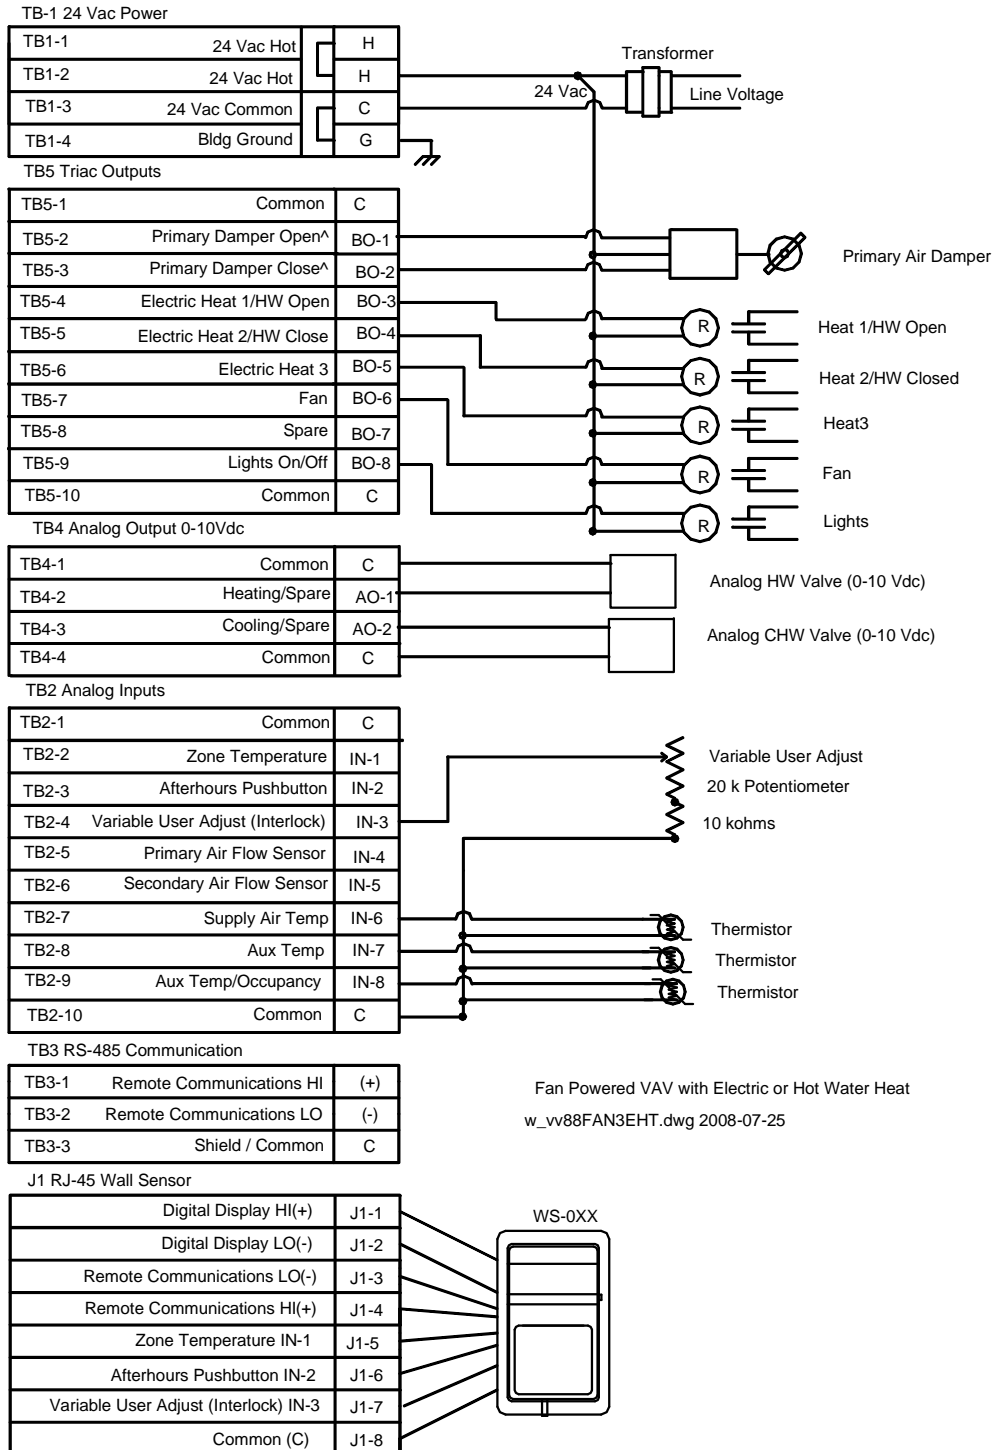 TB-1 24 Vac Power
TB1-1 24 Vac Hot H
TB1-2 24 Vac Hot H
TB1-3 24 Vac Common C
TB1-4 Bldg Ground G
Transformer
24 Vac
Line Voltage
TB5 Triac Outputs
TB5-1 Common C
TB5-2 Primary Damper Open^ BO-1
TB5-3 Primary Damper Close^ BO-2
TB5-4 Electric Heat 1/HW Open BO-3
TB5-5 Electric Heat 2/HW Close BO-4
TB5-6 Electric Heat 3 BO-5
TB5-7 Fan BO-6
TB5-8 Spare BO-7
TB5-9 Lights On/Off BO-8
TB5-10 Common C
Primary Air Damper
R Heat 1/HW Open
R Heat 2/HW Closed
R Heat3
R Fan
R Lights
TB4 Analog Output 0-10Vdc
TB4-1 Common C
TB4-2 Heating/Spare AO-1
TB4-3 Cooling/Spare AO-2
TB4-4 Common C
Analog HW Valve (0-10 Vdc)
Analog CHW Valve (0-10 Vdc)
TB2 Analog Inputs
TB2-1 Common C
TB2-2 Zone Temperature IN-1
TB2-3 Afterhours Pushbutton IN-2
TB2-4 Variable User Adjust (Interlock) IN-3
TB2-5 Primary Air Flow Sensor IN-4
TB2-6 Secondary Air Flow Sensor IN-5
TB2-7 Supply Air Temp IN-6
TB2-8 Aux Temp IN-7
TB2-9 Aux Temp/Occupancy IN-8
TB2-10 Common C
Variable User Adjust
20 k Potentiometer
10 kohms
Thermistor
Thermistor
Thermistor
TB3 RS-485 Communication
TB3-1 Remote Communications HI (+)
TB3-2 Remote Communications LO (-)
TB3-3 Shield / Common C
Fan Powered VAV with Electric or Hot Water Heat
w_vv88FAN3EHT.dwg 2008-07-25
J1 RJ-45 Wall Sensor
Digital Display HI(+) J1-1
Digital Display LO(-) J1-2
Remote Communications LO(-) J1-3
Remote Communications HI(+) J1-4
Zone Temperature IN-1 J1-5
Afterhours Pushbutton IN-2 J1-6
Variable User Adjust (Interlock) IN-3 J1-7
Common (C) J1-8
WS-0XX